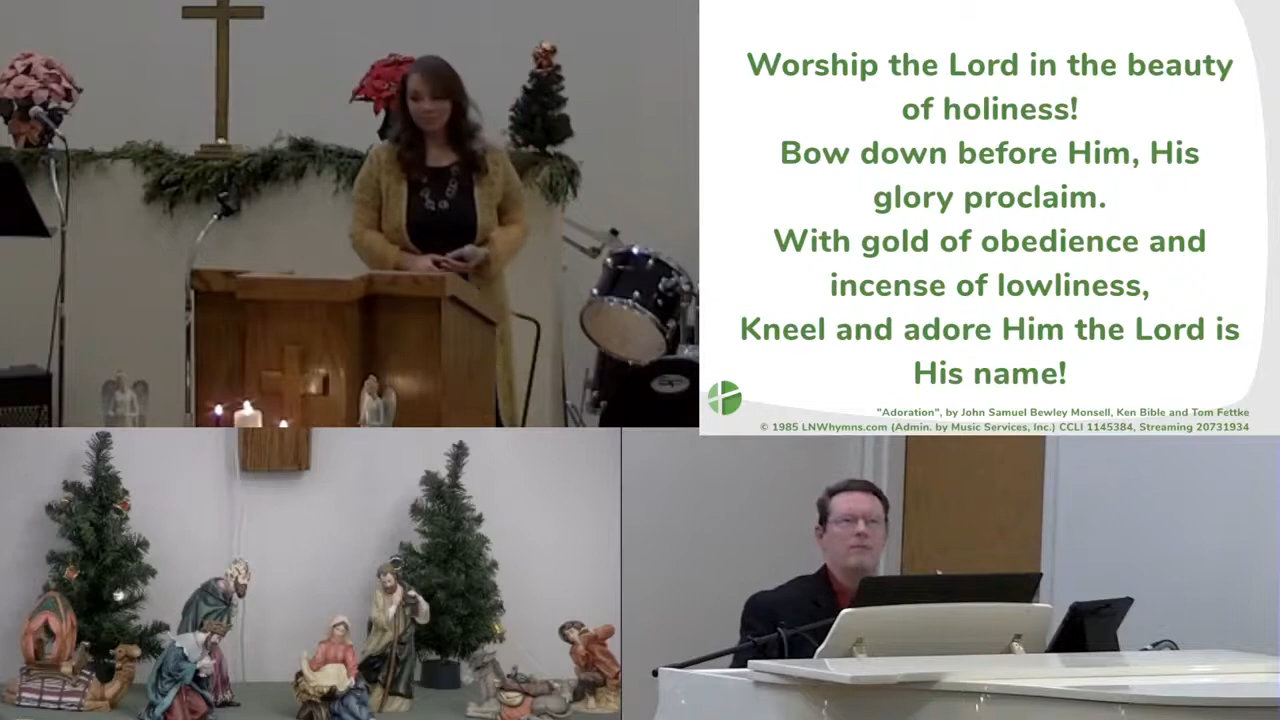 Worship the Lord in the beauty
of holiness!
Bow down before Him, His
glory proclaim.
With gold of obedience and
incense of lowliness,
Kneel and adore Him the Lord is
His name!
"Adoration", by John Samuel Bewley Monsell, Ken Bible and Tom Fettke
© 1985 LNWhymns.com (Admin. by Music Services, Inc.) CCLI 1145384, Streaming 20731934